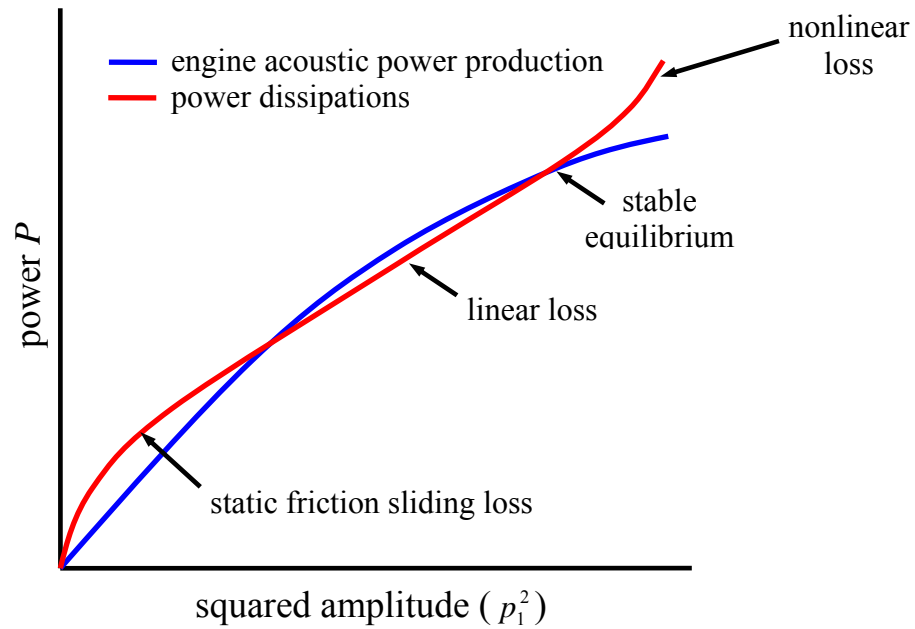 nonlinear
loss
engine acoustic power production
power dissipations
stable
equilibrium
power P
linear loss
static friction sliding loss
squared amplitude ( p₁² )